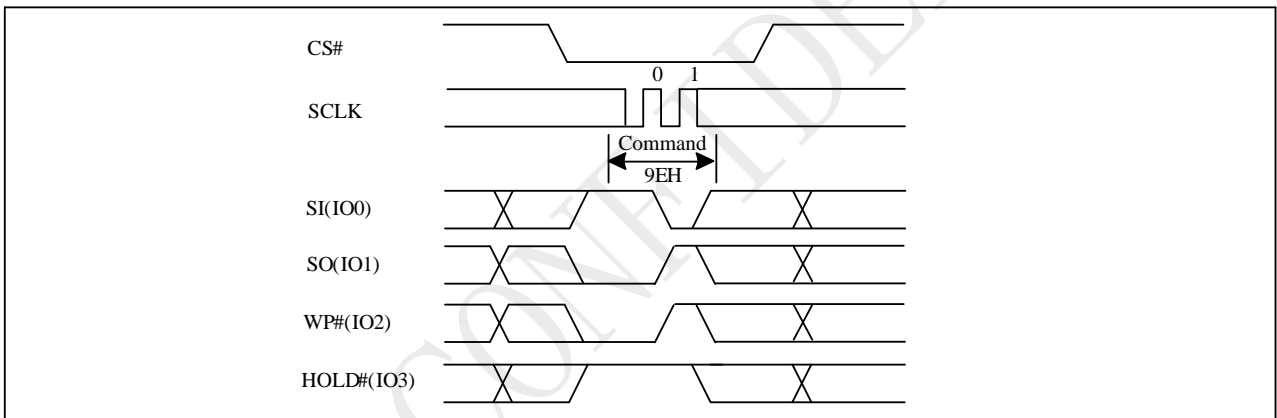 CS#
0 1
SCLK
Command
9EH
SI(IO0)
SO(IO1)
WP#(IO2)
HOLD#(IO3)